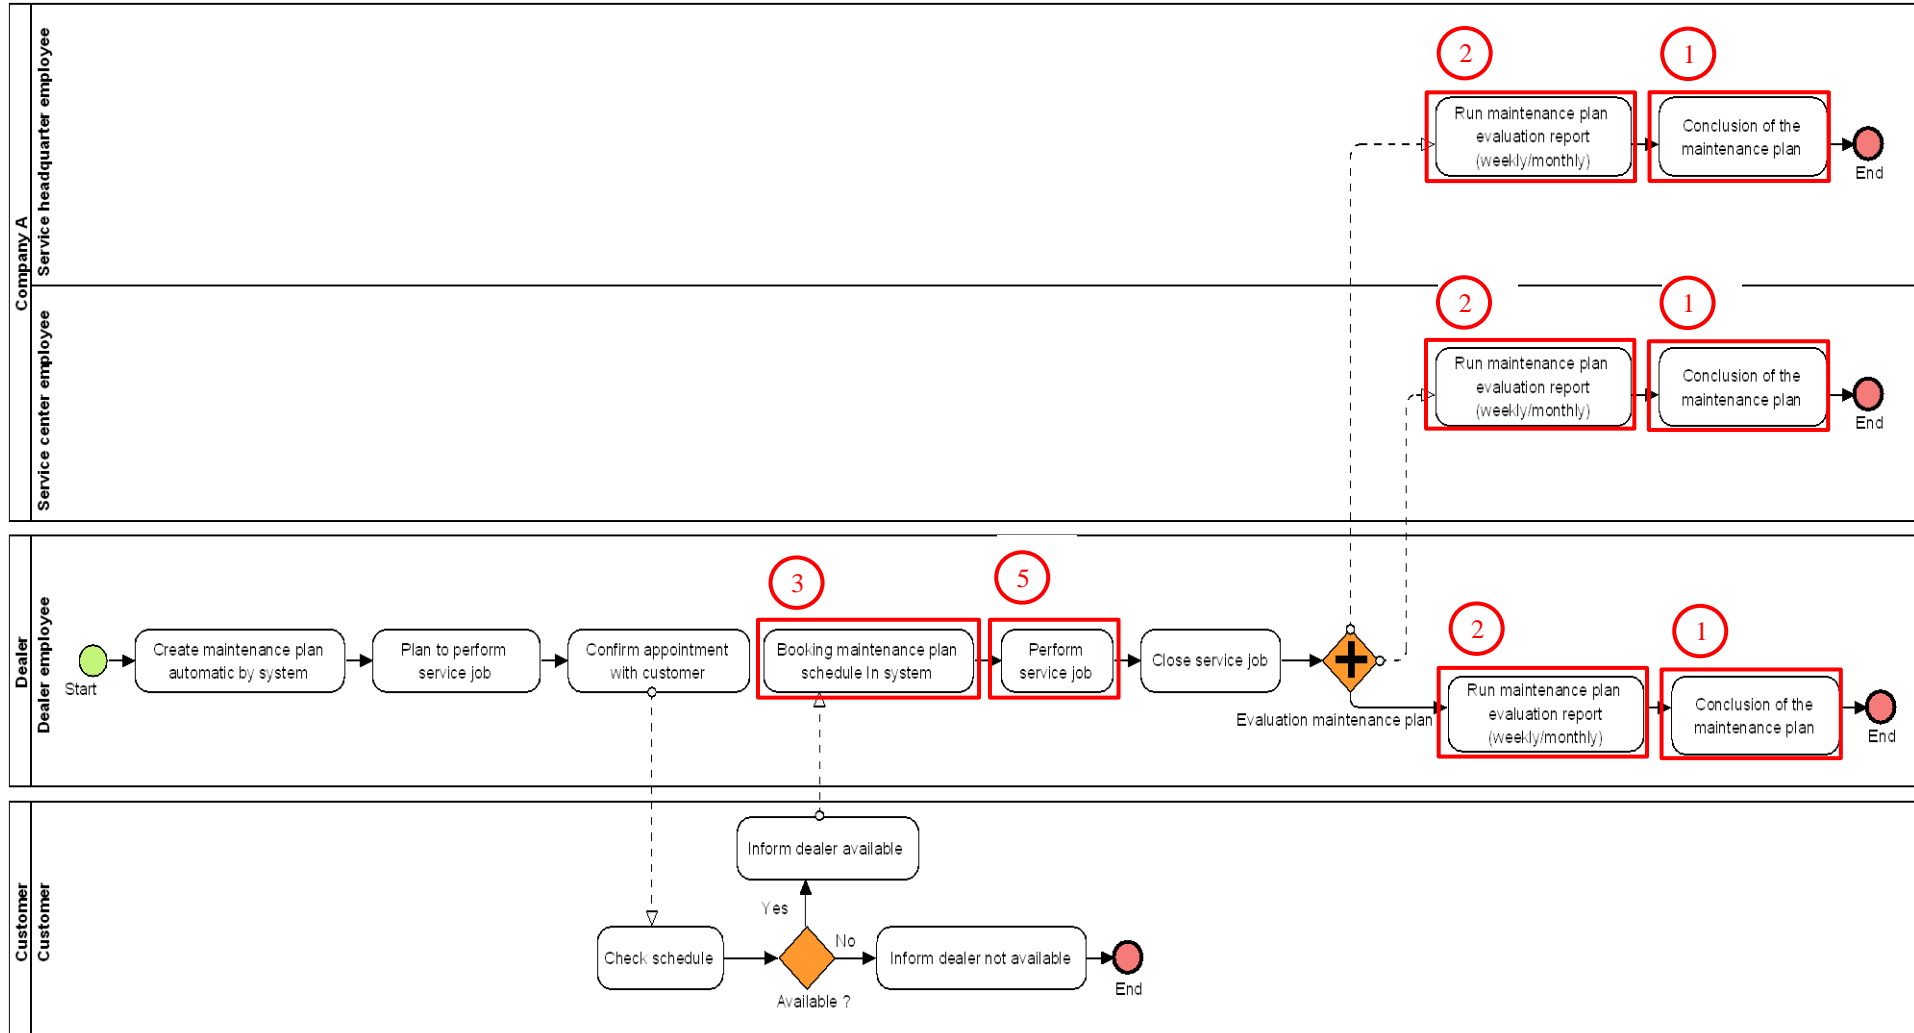 Company A
Service headquarter employee
2
1
Run maintenance plan
evaluation report
(weekly/monthly)
Conclusion of the
maintenance plan
End
Service center employee
2
1
Run maintenance plan
evaluation report
(weekly/monthly)
Conclusion of the
maintenance plan
End
Dealer
Dealer employee
Start
Create maintenance plan
automatic by system
Plan to perform
service job
Confirm appointment
with customer
3
Booking maintenance plan
schedule In system
5
Perform
service job
Close service job
Evaluation maintenance plan
2
Run maintenance plan
evaluation report
(weekly/monthly)
1
Conclusion of the
maintenance plan
End
Customer
Customer
Inform dealer available
Yes
Check schedule
No
Available ?
Inform dealer not available
End